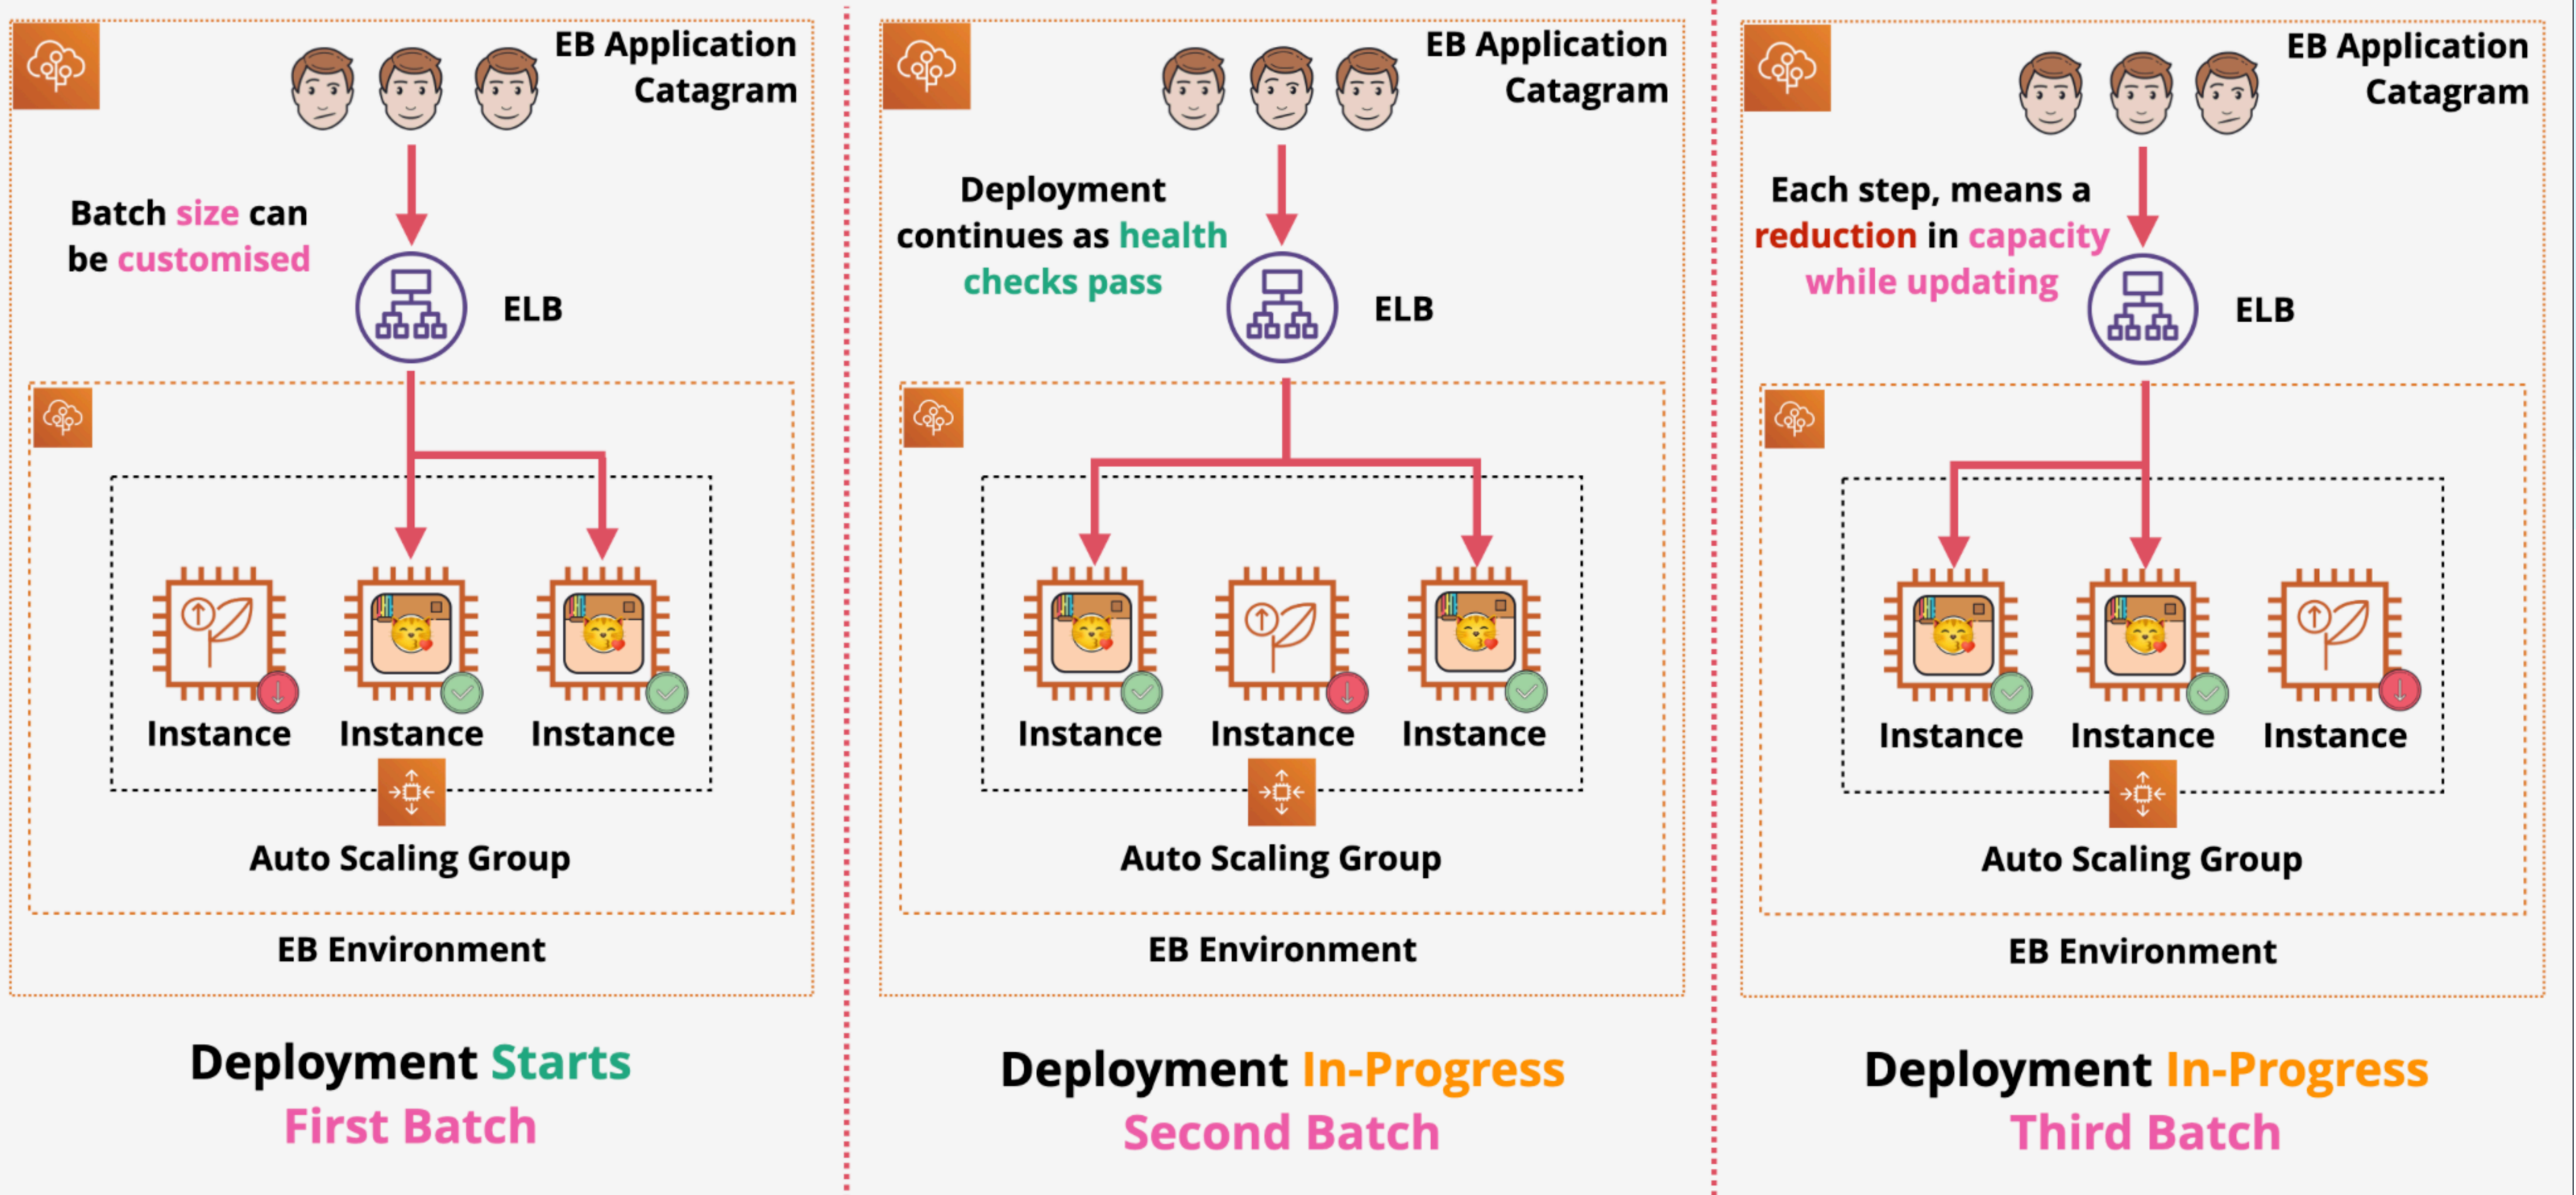 EB Application
Catagram
Batch size can
be customised
ELB
Instance
Instance
Instance
Auto Scaling Group
EB Environment
Deployment Starts
First Batch
EB Application
Catagram
Deployment
continues as health
checks pass
ELB
Instance
Instance
Instance
Auto Scaling Group
EB Environment
Deployment In-Progress
Second Batch
EB Application
Catagram
Each step, means a
reduction in capacity
while updating
ELB
Instance
Instance
Instance
Auto Scaling Group
EB Environment
Deployment In-Progress
Third Batch